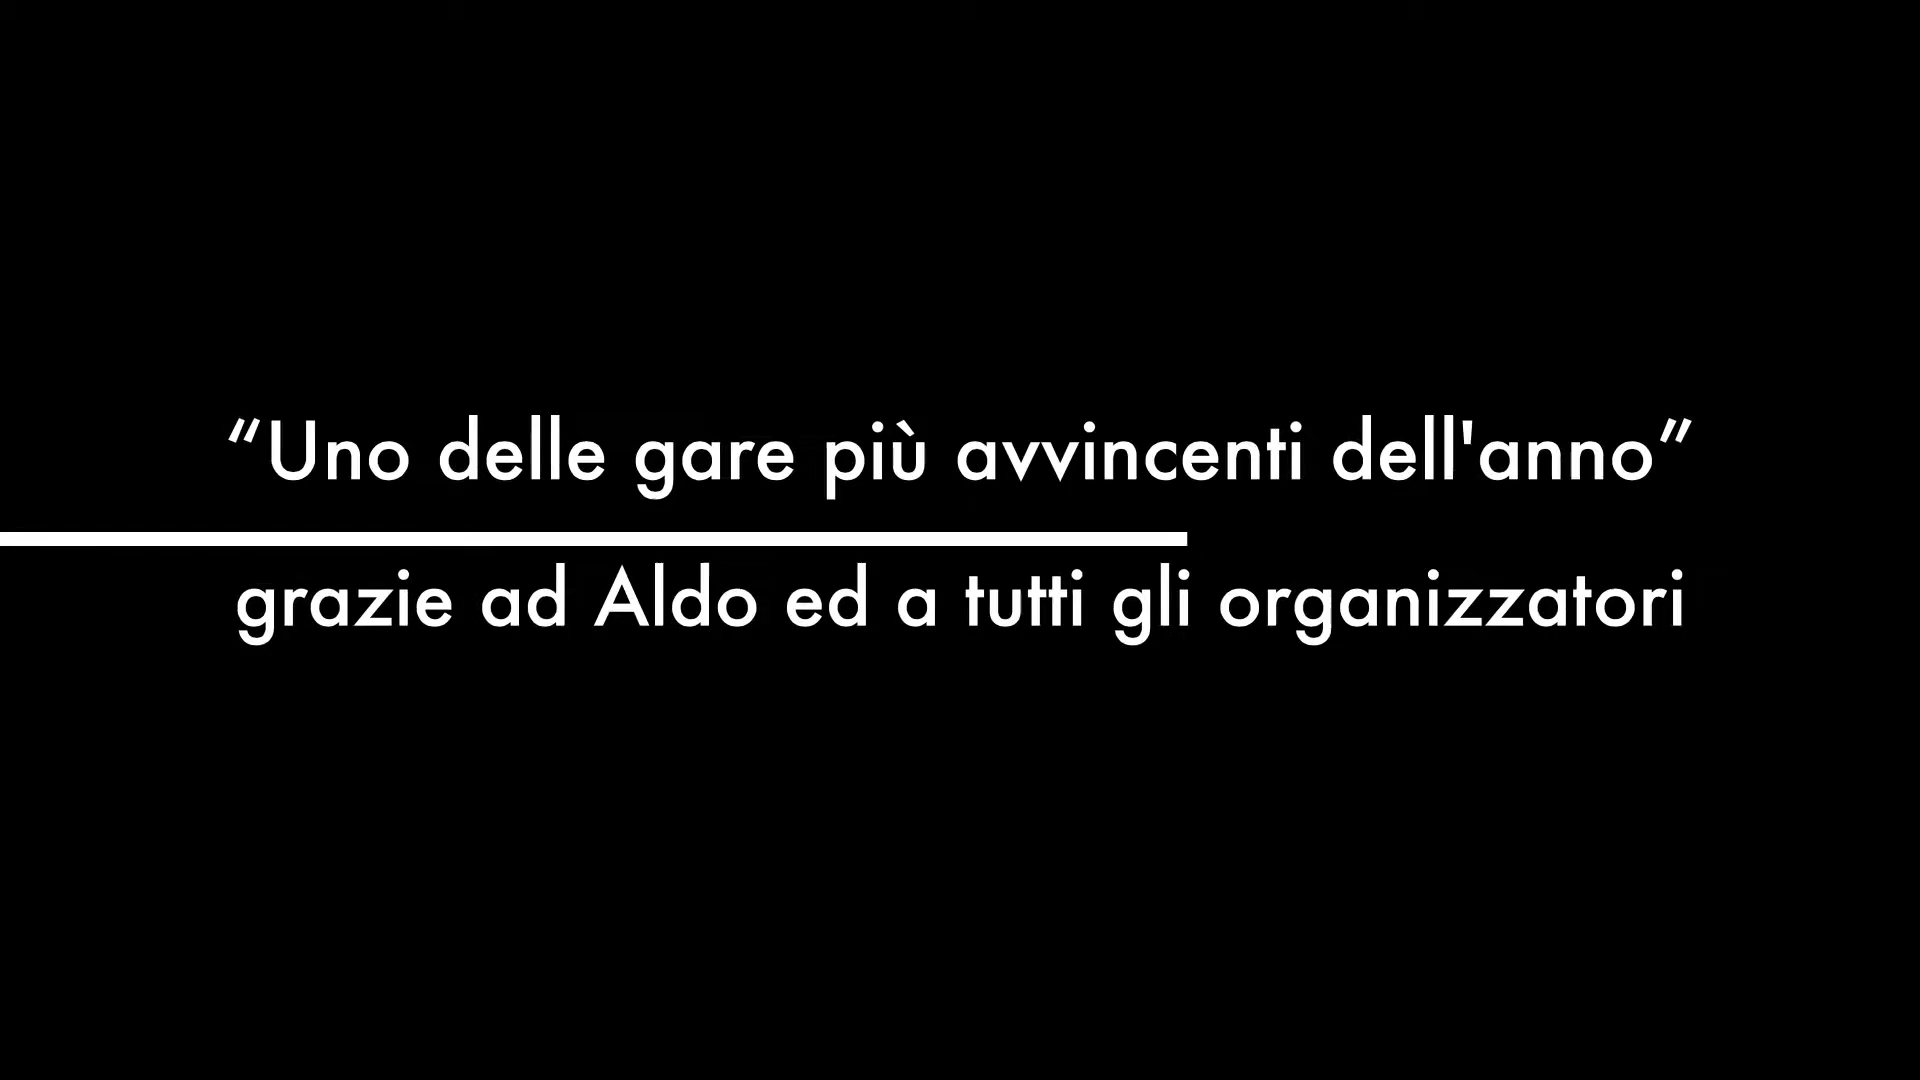 “Uno delle gare più avvincenti dell'anno”
grazie ad Aldo ed a tutti gli organizzatori